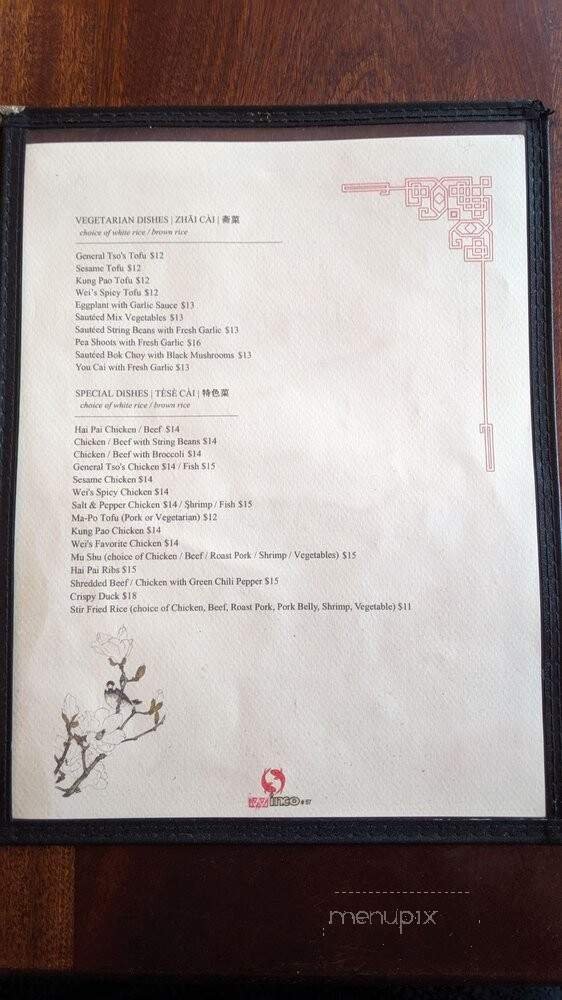 VEGETARIAN DISHES | ZHĀI CÀI | 斋菜
choice of white rice / brown rice
General Tso's Tofu $12
Sesame Tofu $12
Kung Pao Tofu $12
Wei's Spicy Tofu $12
Eggplant with Garlic Sauce $13
Sautéed Mix Vegetables $13
Sautéed String Beans with Fresh Garlic $13
Pea Shoots with Fresh Garlic $16
Sautéed Bok Choy with Black Mushrooms $13
You Cai with Fresh Garlic $13
SPECIAL DISHES | TÈSÈ CÀI | 特色菜
choice of white rice / brown rice
Hai Pai Chicken / Beef $14
Chicken / Beef with String Beans $14
Chicken / Beef with Broccoli $14
General Tso's Chicken $14 / Fish $15
Sesame Chicken $14
Wei's Spicy Chicken $14
Salt & Pepper Chicken $14 / Shrimp / Fish $15
Ma-Po Tofu (Pork or Vegetarian) $12
Kung Pao Chicken $14
Wei's Favorite Chicken $14
Mu Shu (choice of Chicken / Beef / Roast Pork / Shrimp / Vegetables) $15
Hai Pai Ribs $15
Shredded Beef / Chicken with Green Chili Pepper $15
Crispy Duck $18
Stir Fried Rice (choice of Chicken, Beef, Roast Pork, Pork Belly, Shrimp, Vegetable) $11
menupix